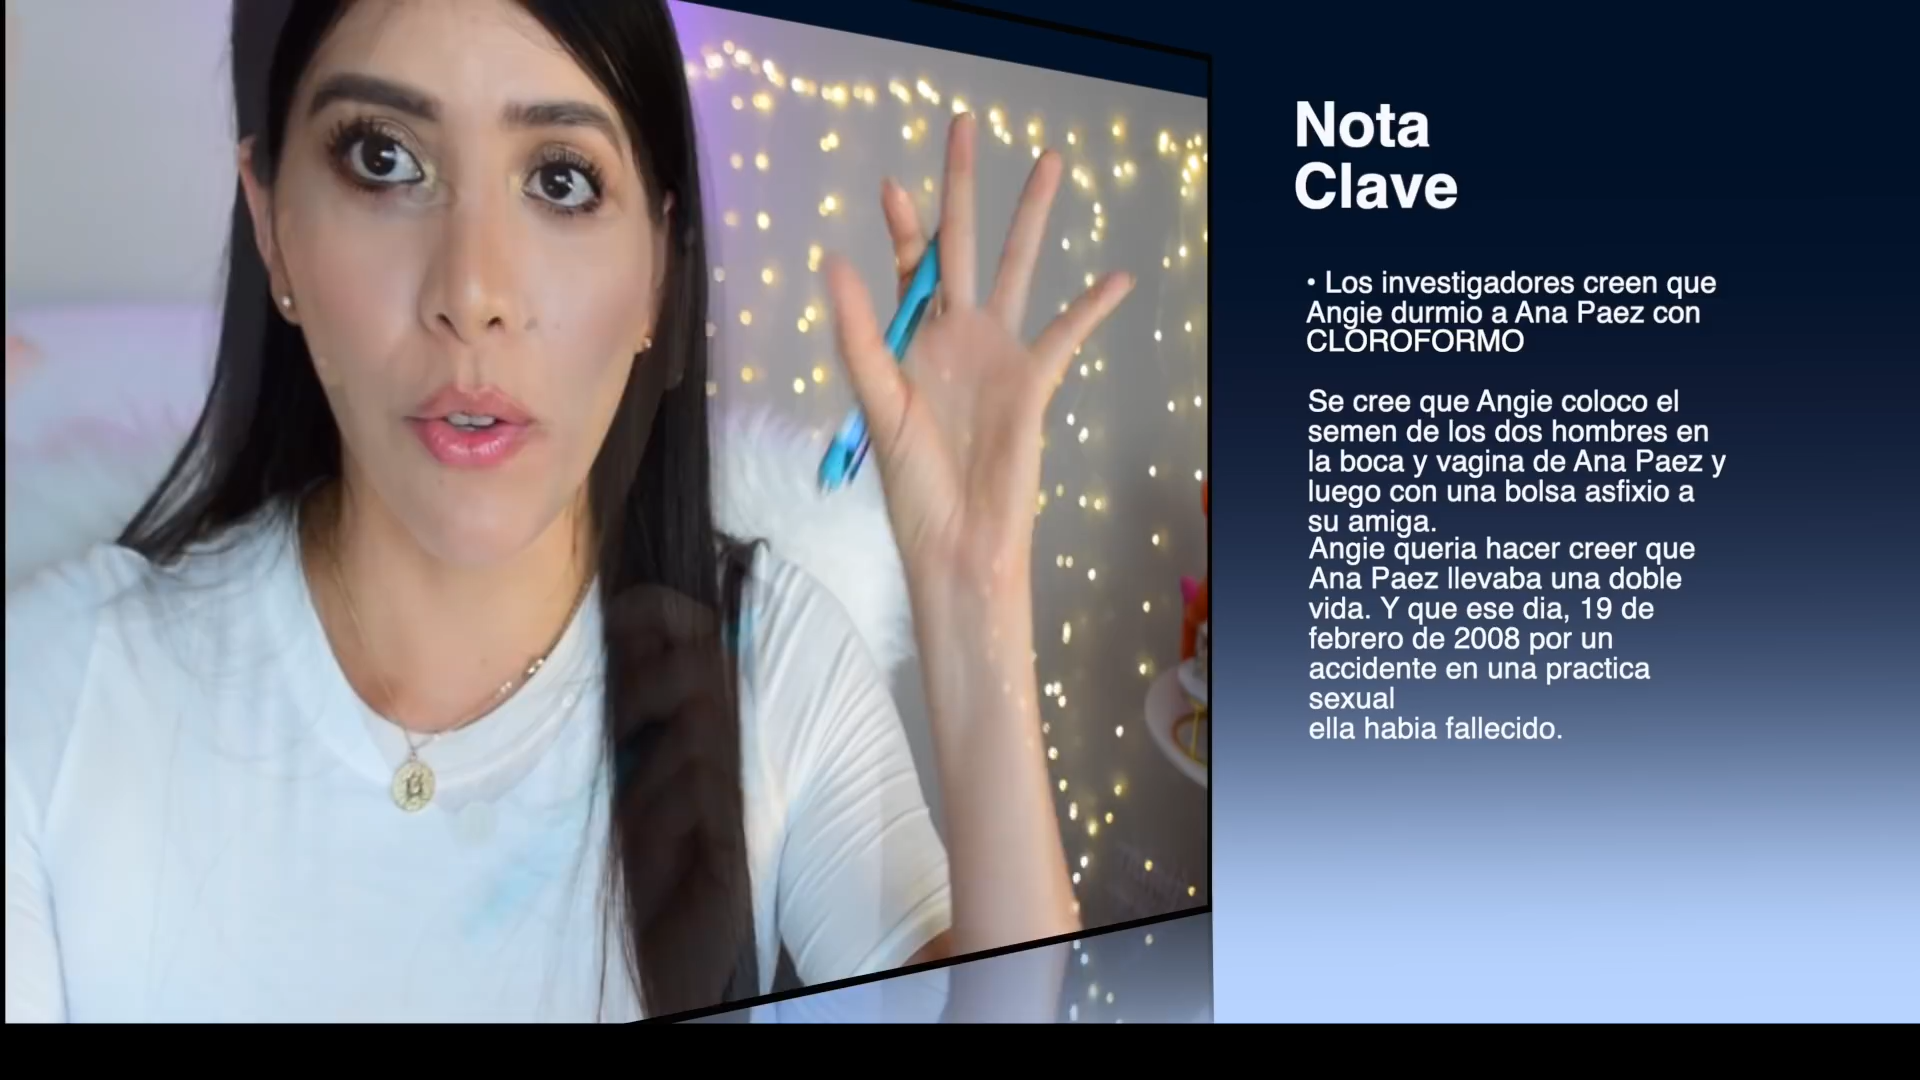 Nota
Clave
• Los investigadores creen que
Angie durmio a Ana Paez con
CLOROFORMO
Se cree que Angie coloco el
semen de los dos hombres en
la boca y vagina de Ana Paez y
luego con una bolsa asfixio a
su amiga.
Angie queria hacer creer que
Ana Paez llevaba una doble
vida. Y que ese dia, 19 de
febrero de 2008 por un
accidente en una practica
sexual
ella habia fallecido.